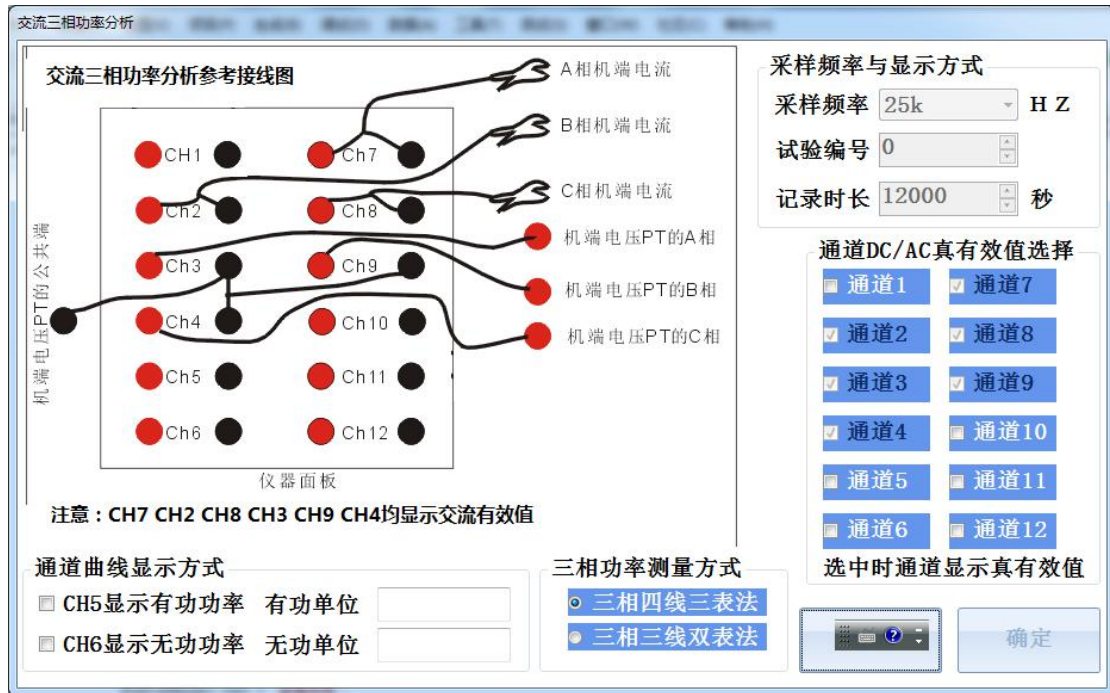 交流三相功率分析
交流三相功率分析参考接线图
A相机端电流
B相机端电流
C相机端电流
机端电压PT的A相
机端电压PT的B相
机端电压PT的C相
机端电压PT的公共端
CH1
Ch7
Ch2
Ch8
Ch3
Ch9
Ch4
Ch10
Ch5
Ch11
Ch6
Ch12
仪器面板
注意：CH7 CH2 CH8 CH3 CH9 CH4均显示交流有效值
采样频率与显示方式
采样频率 25k HZ
试验编号 0
记录时长 12000 秒
通道DC/AC真有效值选择
通道1 通道7
通道2 通道8
通道3 通道9
通道4 通道10
通道5 通道11
通道6 通道12
选中时通道显示真有效值
通道曲线显示方式
CH5显示有功功率 有功单位
CH6显示无功功率 无功单位
三相功率测量方式
三相四线三表法
三相三线双表法
确定